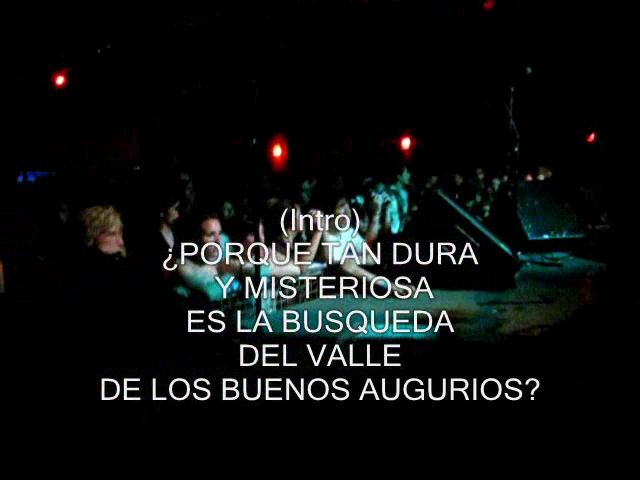 (Intro)
¿PORQUE TAN DURA
Y MISTERIOSA
ES LA BUSQUEDA
DEL VALLE
DE LOS BUENOS AUGURIOS?